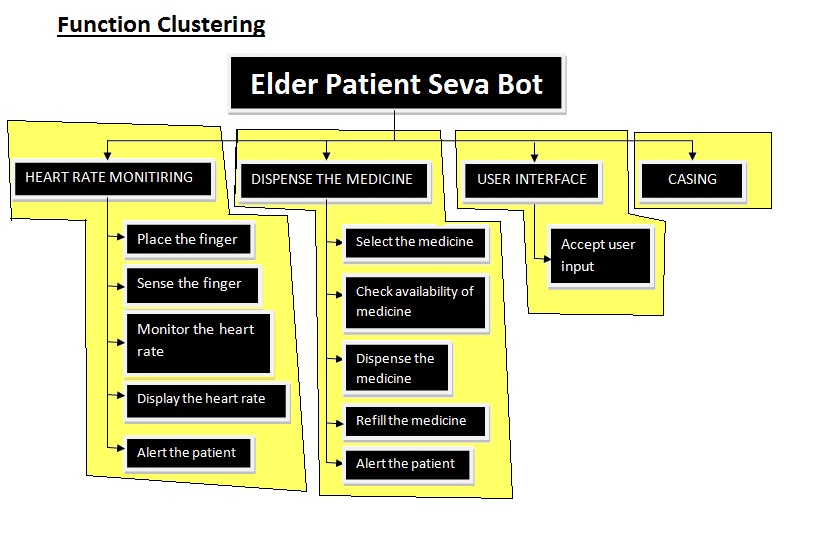 Function Clustering
Elder Patient Seva Bot
HEART RATE MONITIRING
DISPENSE THE MEDICINE
USER INTERFACE
CASING
Place the finger
Sense the finger
Monitor the heart
rate
Display the heart rate
Alert the patient
Select the medicine
Check availability of
medicine
Dispense the
medicine
Refill the medicine
Alert the patient
Accept user
input